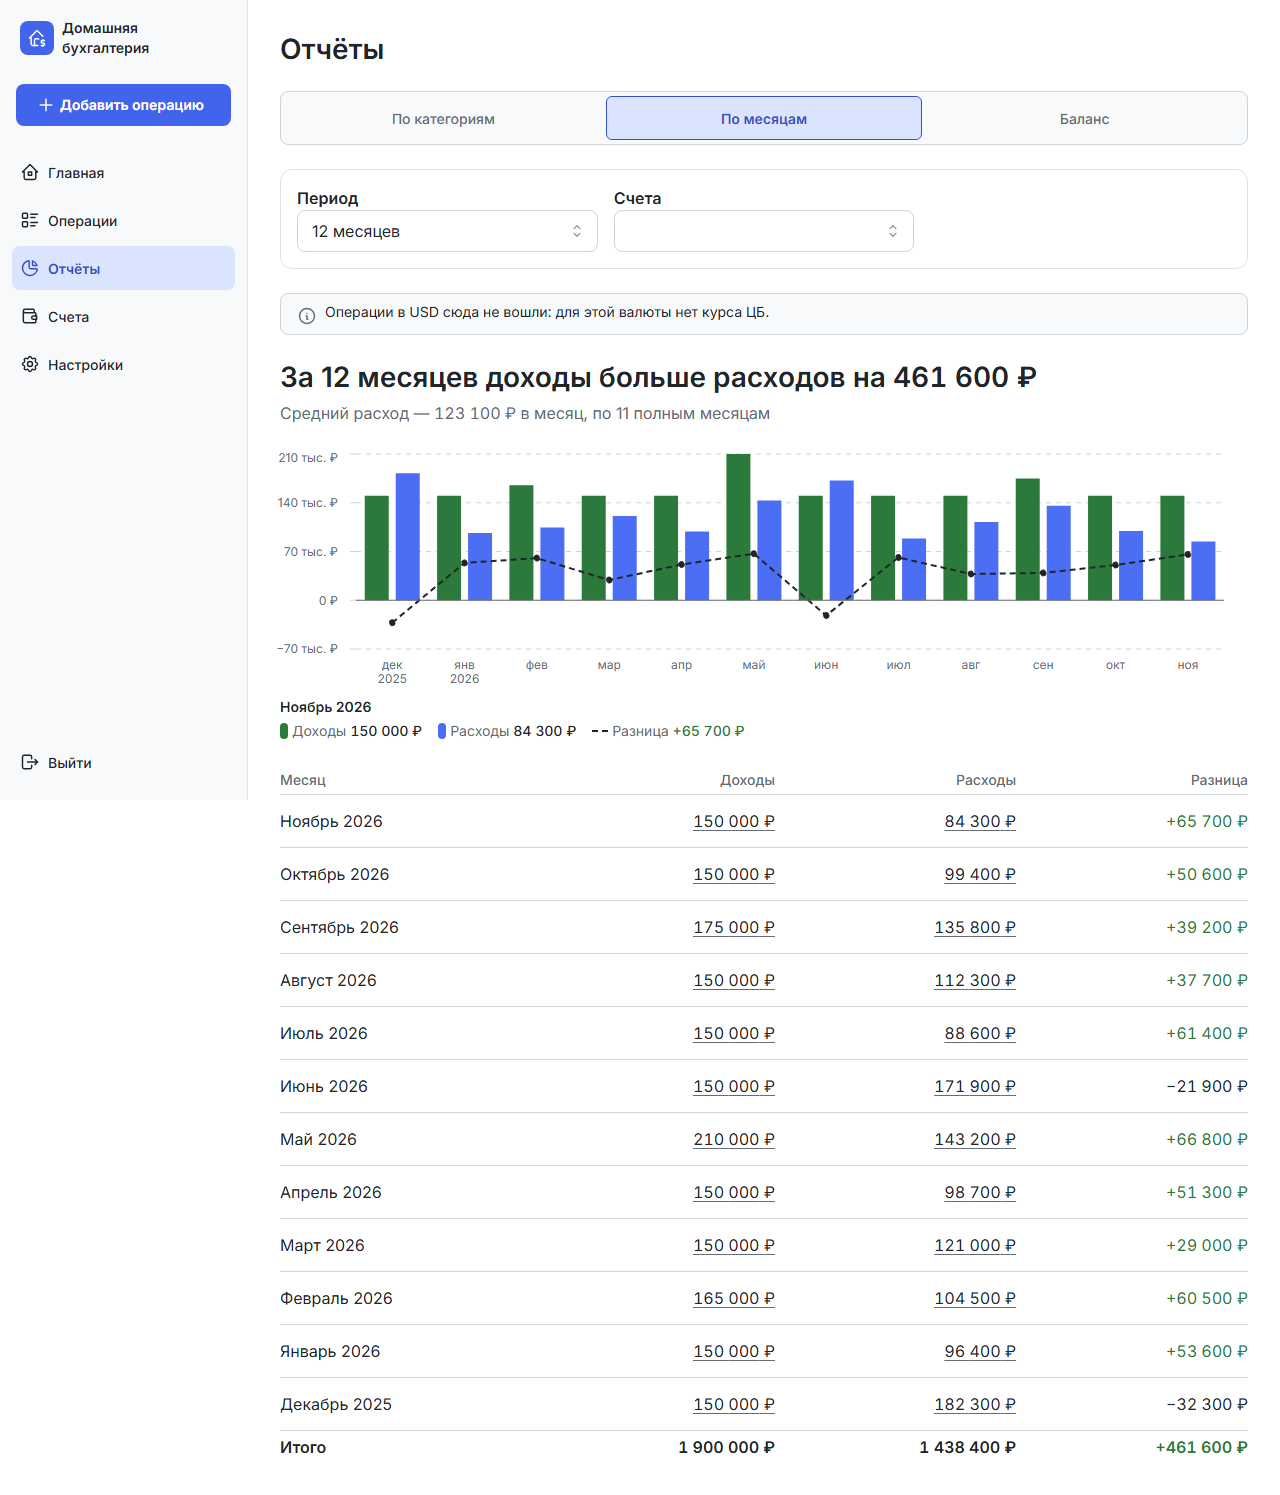 Домашняя
бухгалтерия
Добавить операцию
Главная
Операции
Отчёты
Счета
Настройки
Выйти
Отчёты
По категориям
По месяцам
Баланс
Период
Счета
12 месяцев
Операции в USD сюда не вошли: для этой валюты нет курса ЦБ.
За 12 месяцев доходы больше расходов на 461 600 ₽
Средний расход — 123 100 ₽ в месяц, по 11 полным месяцам
210 тыс. ₽
140 тыс. ₽
70 тыс. ₽
0 ₽
−70 тыс. ₽
дек янв фев мар апр май июн июл авг сен окт ноя
2025 2026
Ноябрь 2026
Доходы 150 000 ₽ Расходы 84 300 ₽ Разница +65 700 ₽
Месяц Доходы Расходы Разница
Ноябрь 2026 150 000 ₽ 84 300 ₽ +65 700 ₽
Октябрь 2026 150 000 ₽ 99 400 ₽ +50 600 ₽
Сентябрь 2026 175 000 ₽ 135 800 ₽ +39 200 ₽
Август 2026 150 000 ₽ 112 300 ₽ +37 700 ₽
Июль 2026 150 000 ₽ 88 600 ₽ +61 400 ₽
Июнь 2026 150 000 ₽ 171 900 ₽ −21 900 ₽
Май 2026 210 000 ₽ 143 200 ₽ +66 800 ₽
Апрель 2026 150 000 ₽ 98 700 ₽ +51 300 ₽
Март 2026 150 000 ₽ 121 000 ₽ +29 000 ₽
Февраль 2026 165 000 ₽ 104 500 ₽ +60 500 ₽
Январь 2026 150 000 ₽ 96 400 ₽ +53 600 ₽
Декабрь 2025 150 000 ₽ 182 300 ₽ −32 300 ₽
Итого 1 900 000 ₽ 1 438 400 ₽ +461 600 ₽